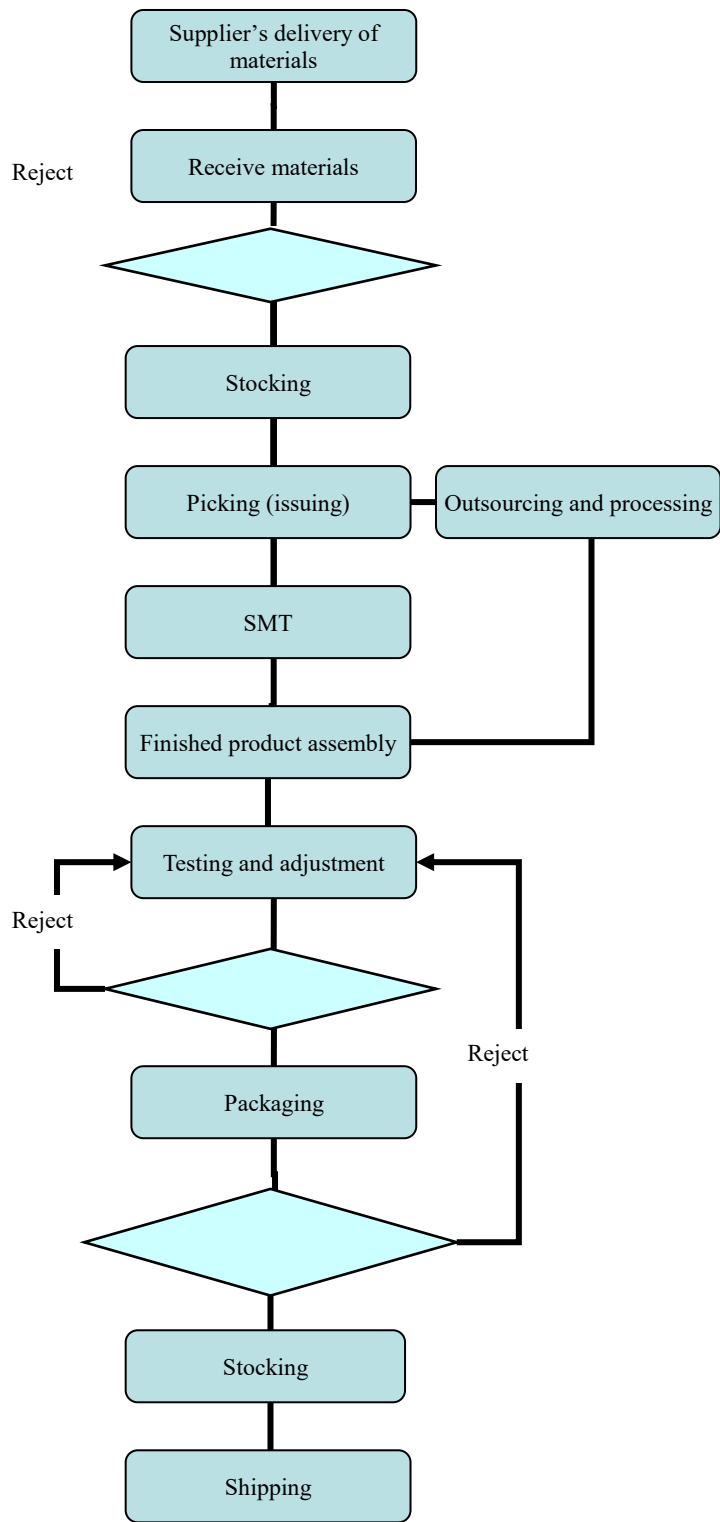 Supplier’s delivery of
materials
Reject
Receive materials
Stocking
Picking (issuing)
Outsourcing and processing
SMT
Finished product assembly
Testing and adjustment
Reject
Reject
Packaging
Stocking
Shipping